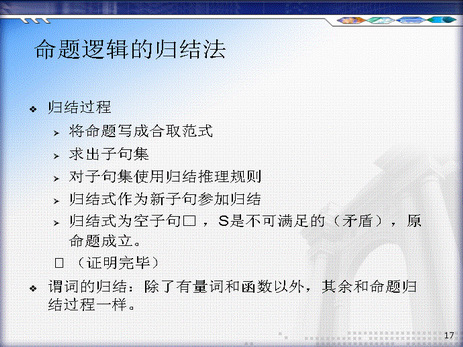 命题逻辑的归结法
归结过程
将命题写成合取范式
求出子句集
对子句集使用归结推理规则
归结式作为新子句参加归结
归结式为空子句□ ，S是不可满足的（矛盾），原
命题成立。
□ （证明完毕）
谓词的归结：除了有量词和函数以外，其余和命题归
结过程一样。
17